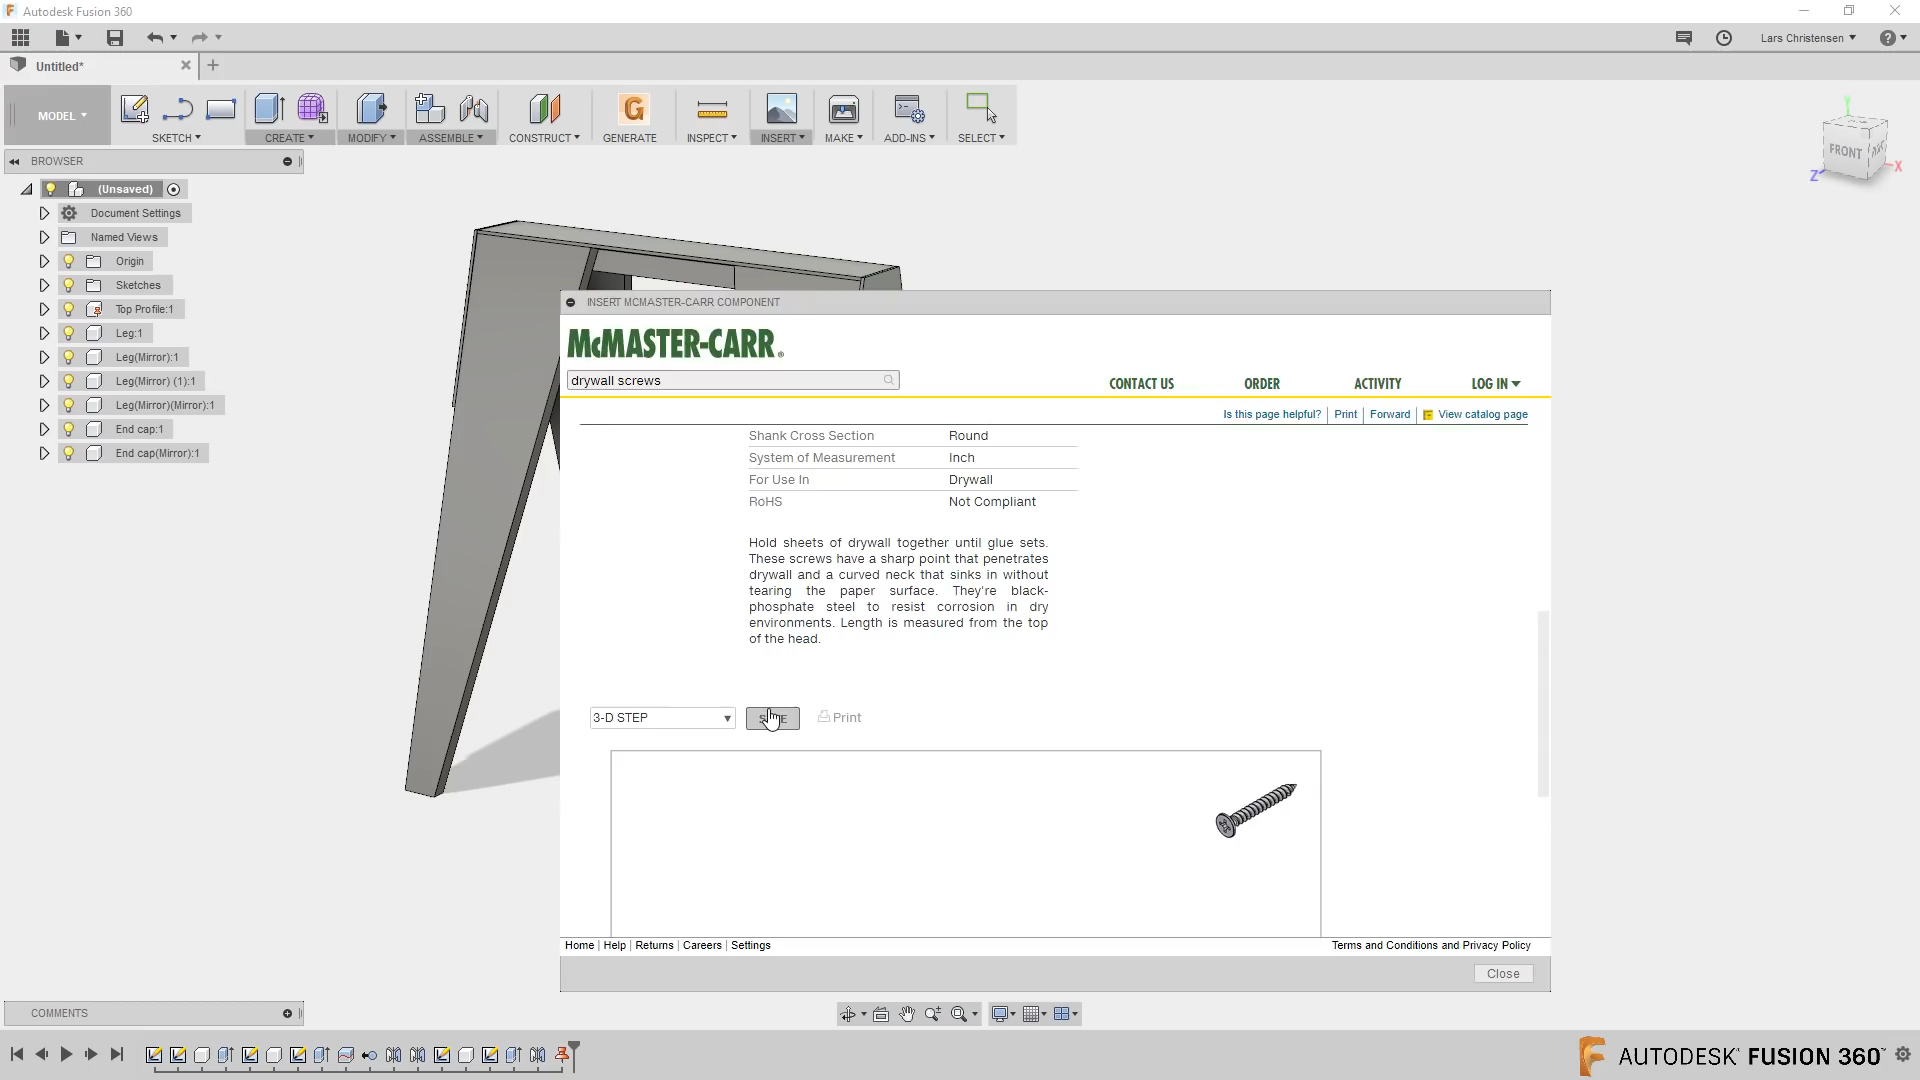 Autodesk Fusion 360
Lars Christensen
Untitled*
MODEL
SKETCH
CREATE
MODIFY
ASSEMBLE
CONSTRUCT
GENERATE
INSPECT
INSERT
MAKE
ADD-INS
SELECT
FRONT
Y
X
Z
BROWSER
(Unsaved)
Document Settings
Named Views
Origin
Sketches
Top Profile:1
Leg:1
Leg(Mirror):1
Leg(Mirror) (1):1
Leg(Mirror)(Mirror):1
End cap:1
End cap(Mirror):1
INSERT MCMASTER-CARR COMPONENT
McMASTER-CARR®
drywall screws
CONTACT US
ORDER
ACTIVITY
LOG IN
Is this page helpful? Print Forward View catalog page
Shank Cross Section Round
System of Measurement Inch
For Use In Drywall
RoHS Not Compliant
Hold sheets of drywall together until glue sets.
These screws have a sharp point that penetrates
drywall and a curved neck that sinks in without
tearing the paper surface. They're black-
phosphate steel to resist corrosion in dry
environments. Length is measured from the top
of the head.
3-D STEP
Print
Home | Help | Returns | Careers | Settings
Terms and Conditions and Privacy Policy
Close
COMMENTS
AUTODESK® FUSION 360™